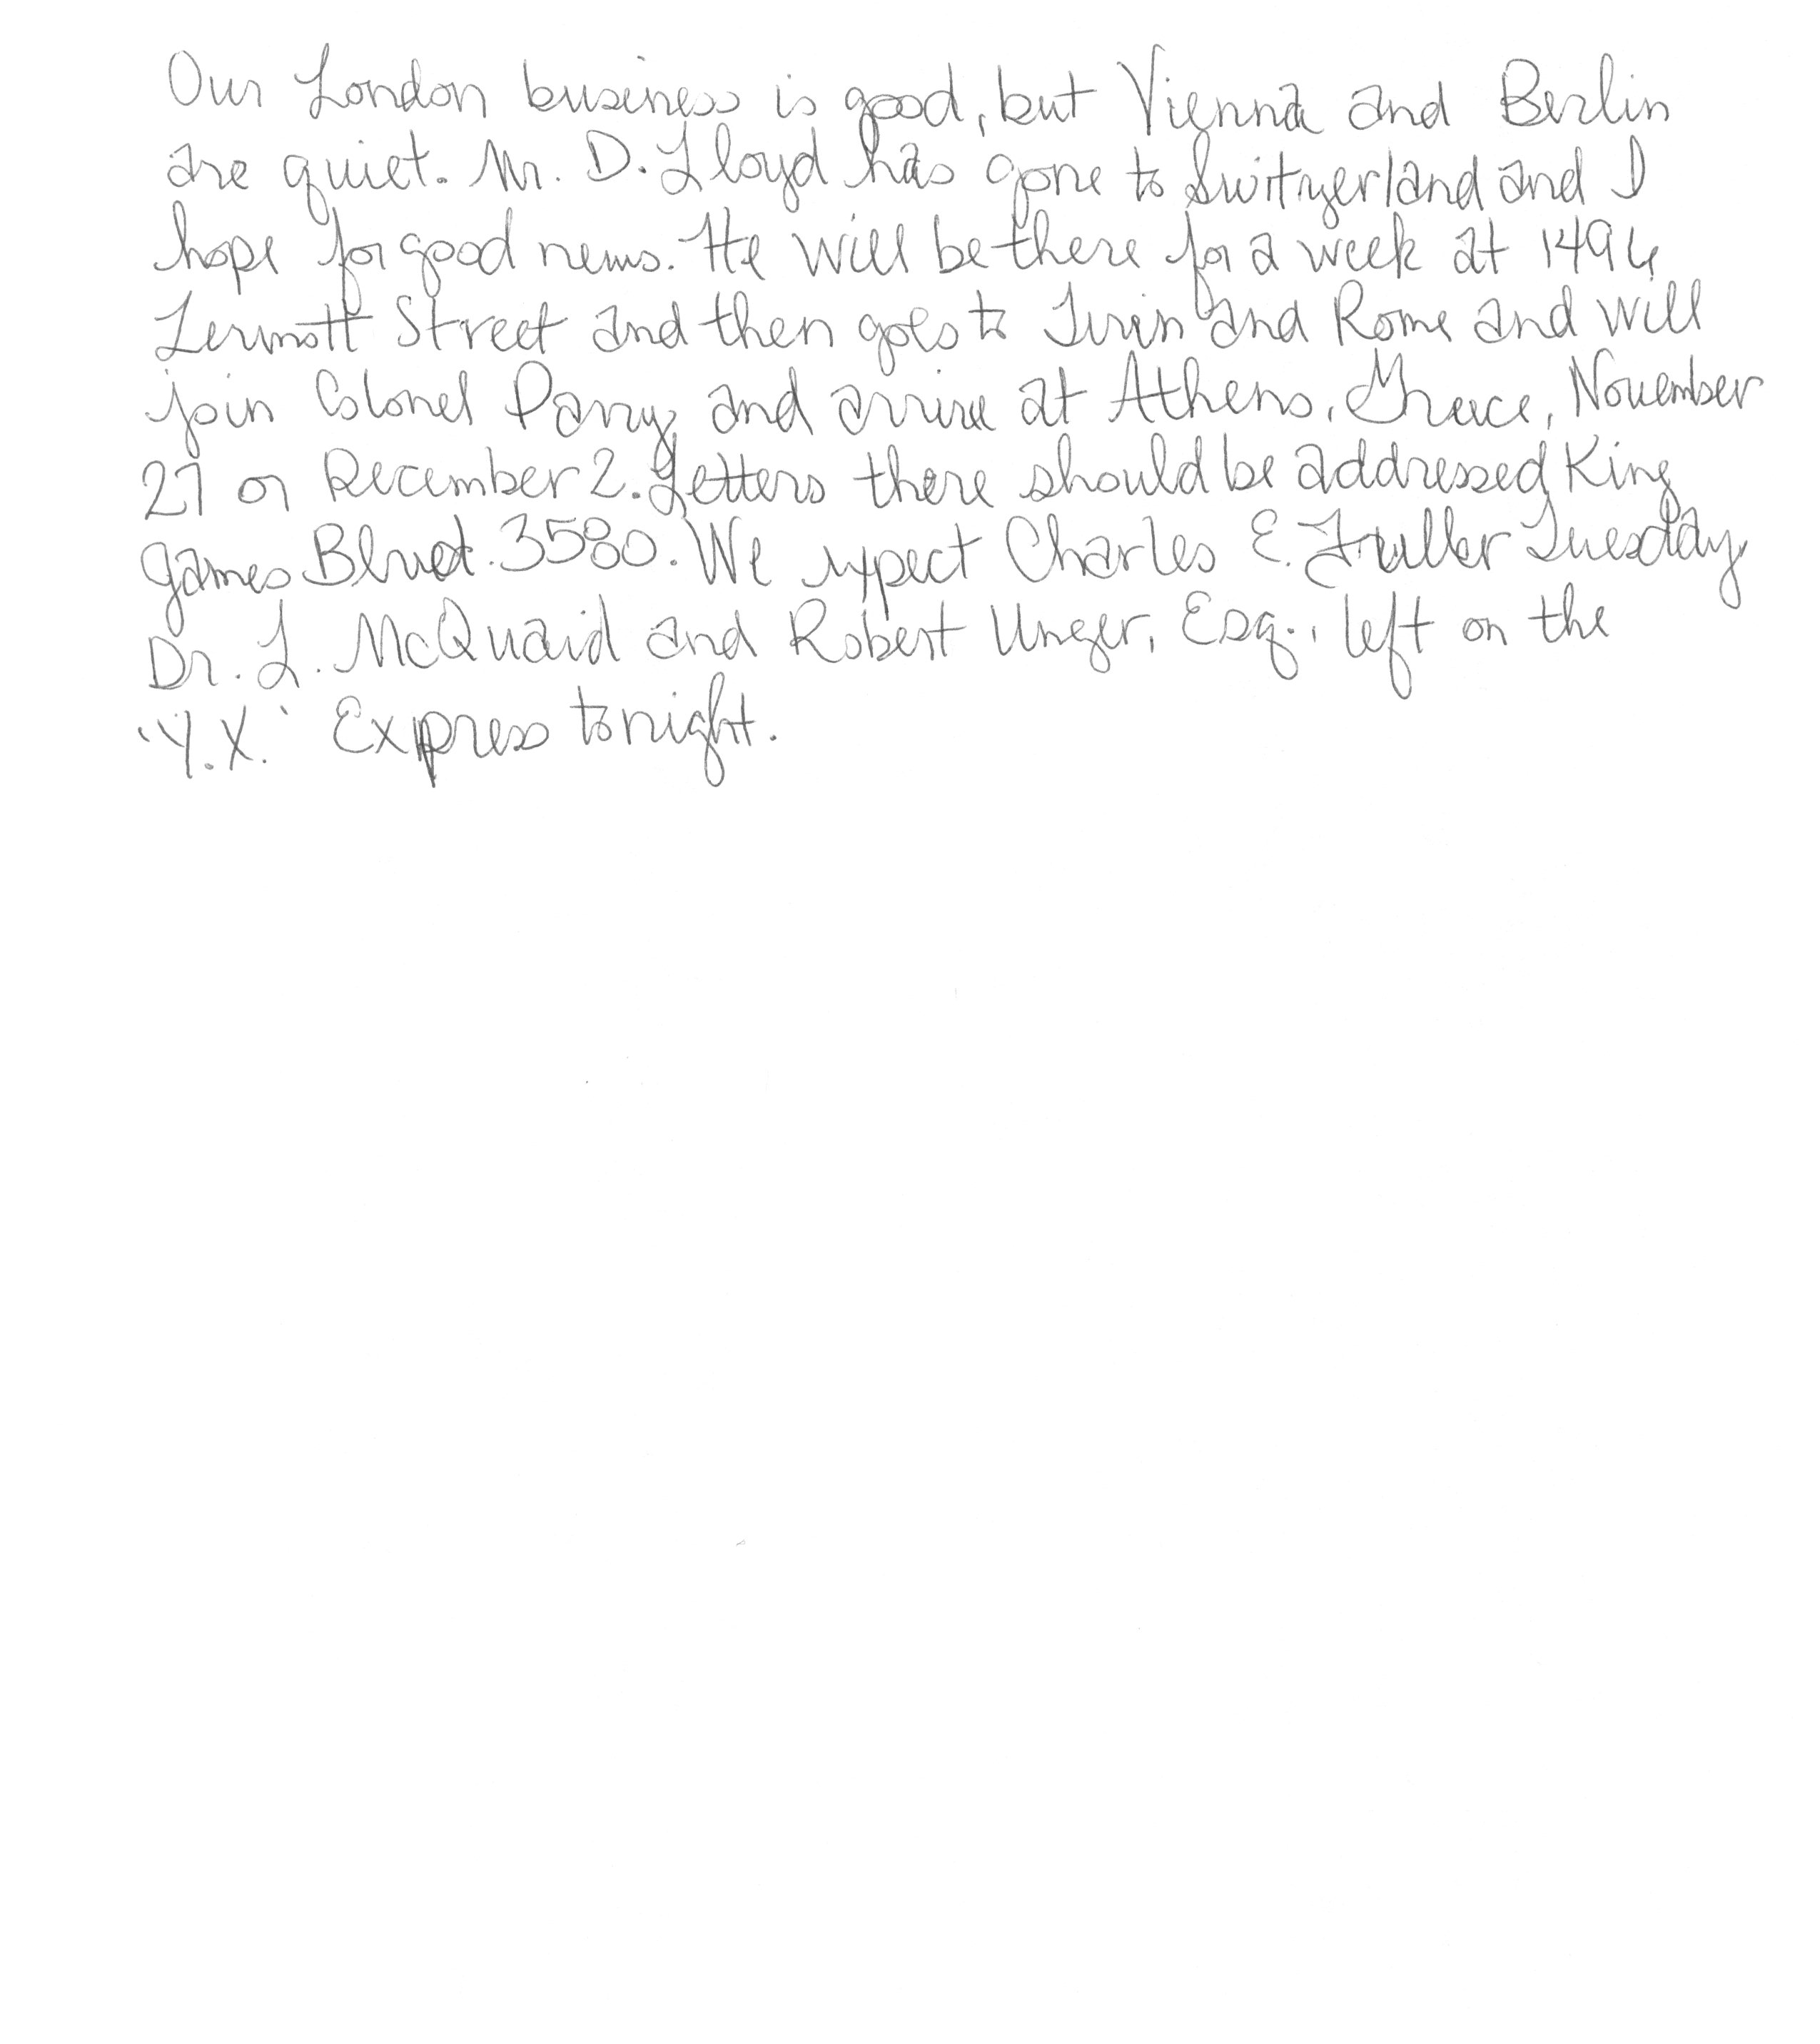 Our London business is good, but Vienna and Berlin
are quiet. Mr. D. Lloyd has gone to Switzerland and I
hope for good news. He will be there for a week at 1496
Zermott Street and then goes to Turin and Rome and will
join Colonel Parry and arrive at Athens, Greece, November
27 or December 2. Letters there should be addressed King
James Blvd. 3580. We expect Charles E. Fuller Tuesday.
Dr. L. McQuaid and Robert Unger, Esq., left on the
"Y.X." Express tonight.